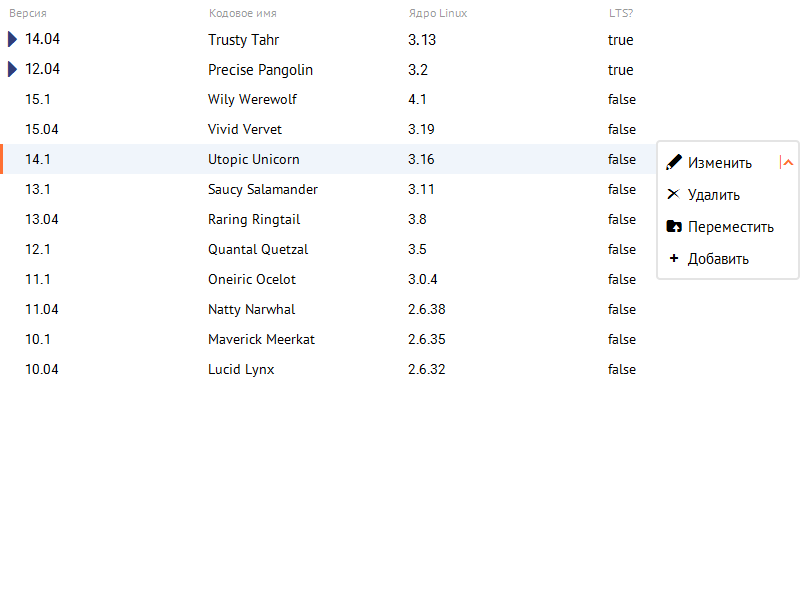 Версия Кодовое имя Ядро Linux LTS?
14.04 Trusty Tahr 3.13 true
12.04 Precise Pangolin 3.2 true
15.1 Wily Werewolf 4.1 false
15.04 Vivid Vervet 3.19 false
14.1 Utopic Unicorn 3.16 false
Изменить
13.1 Saucy Salamander 3.11 false
Удалить
13.04 Raring Ringtail 3.8 false
Переместить
12.1 Quantal Quetzal 3.5 false
Добавить
11.1 Oneiric Ocelot 3.0.4 false
11.04 Natty Narwhal 2.6.38 false
10.1 Maverick Meerkat 2.6.35 false
10.04 Lucid Lynx 2.6.32 false